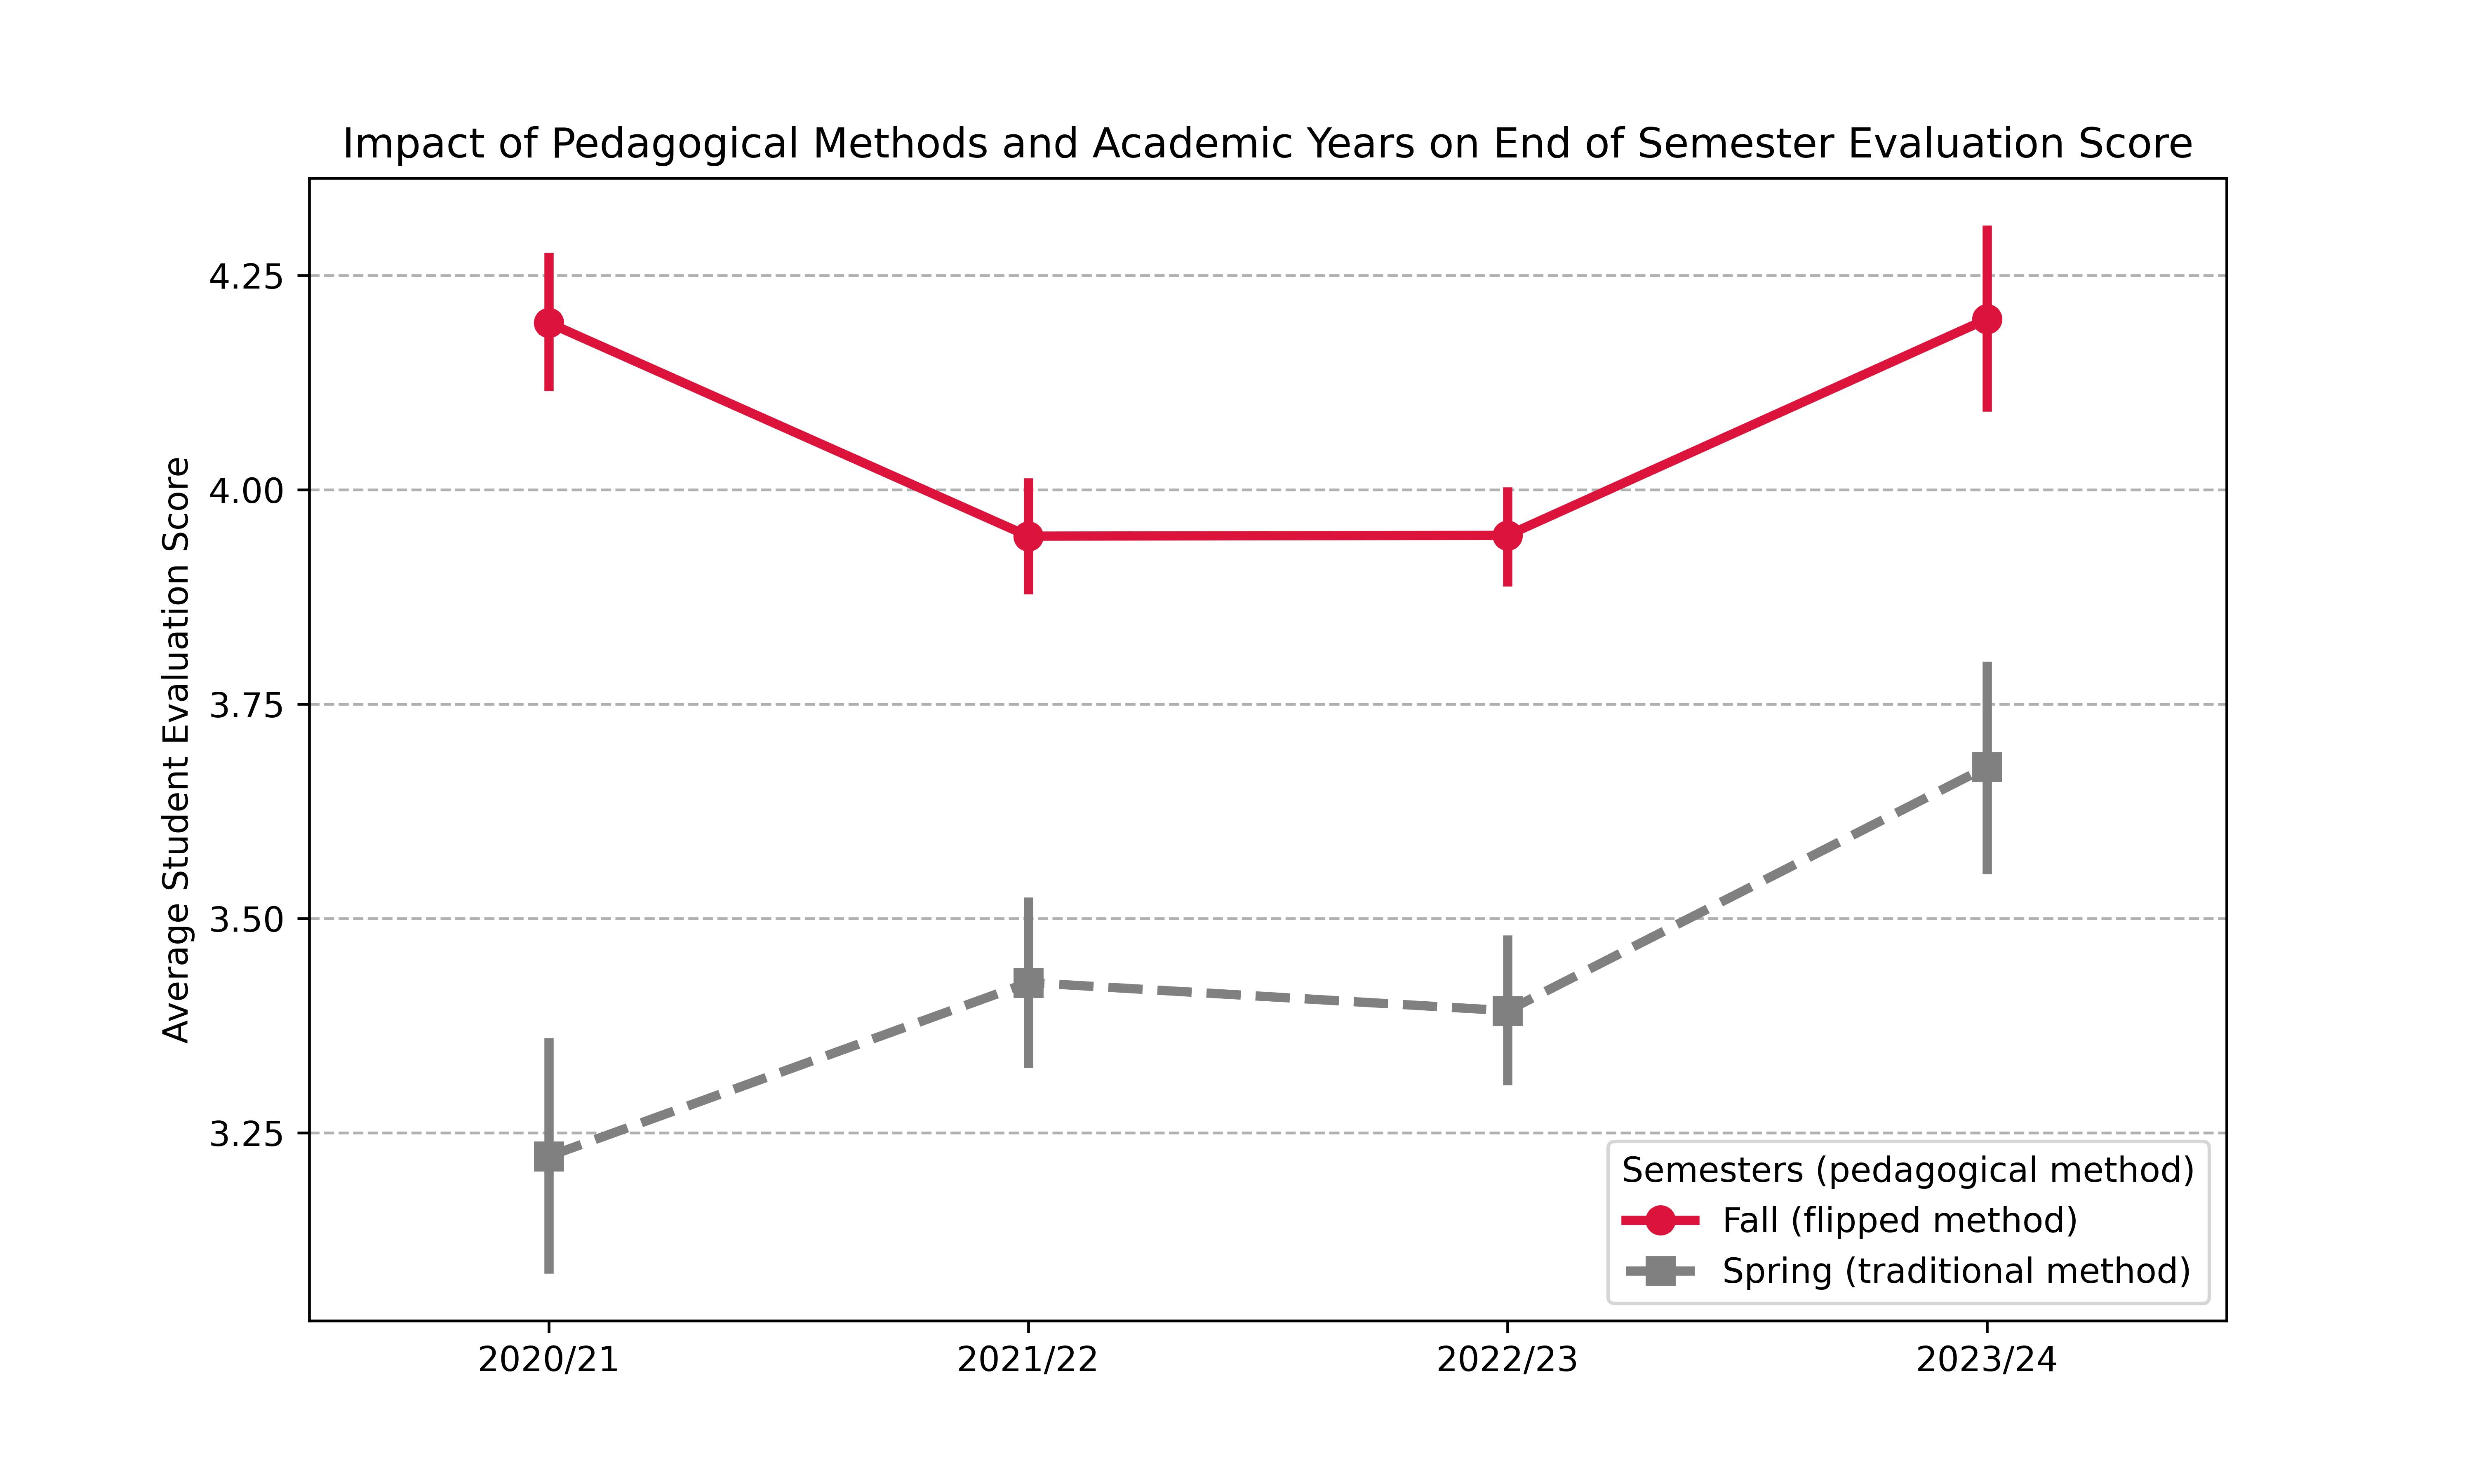 Impact of Pedagogical Methods and Academic Years on End of Semester Evaluation Score
Average Student Evaluation Score
4.25
4.00
3.75
3.50
3.25
2020/21
2021/22
2022/23
2023/24
Semesters (pedagogical method)
Fall (flipped method)
Spring (traditional method)